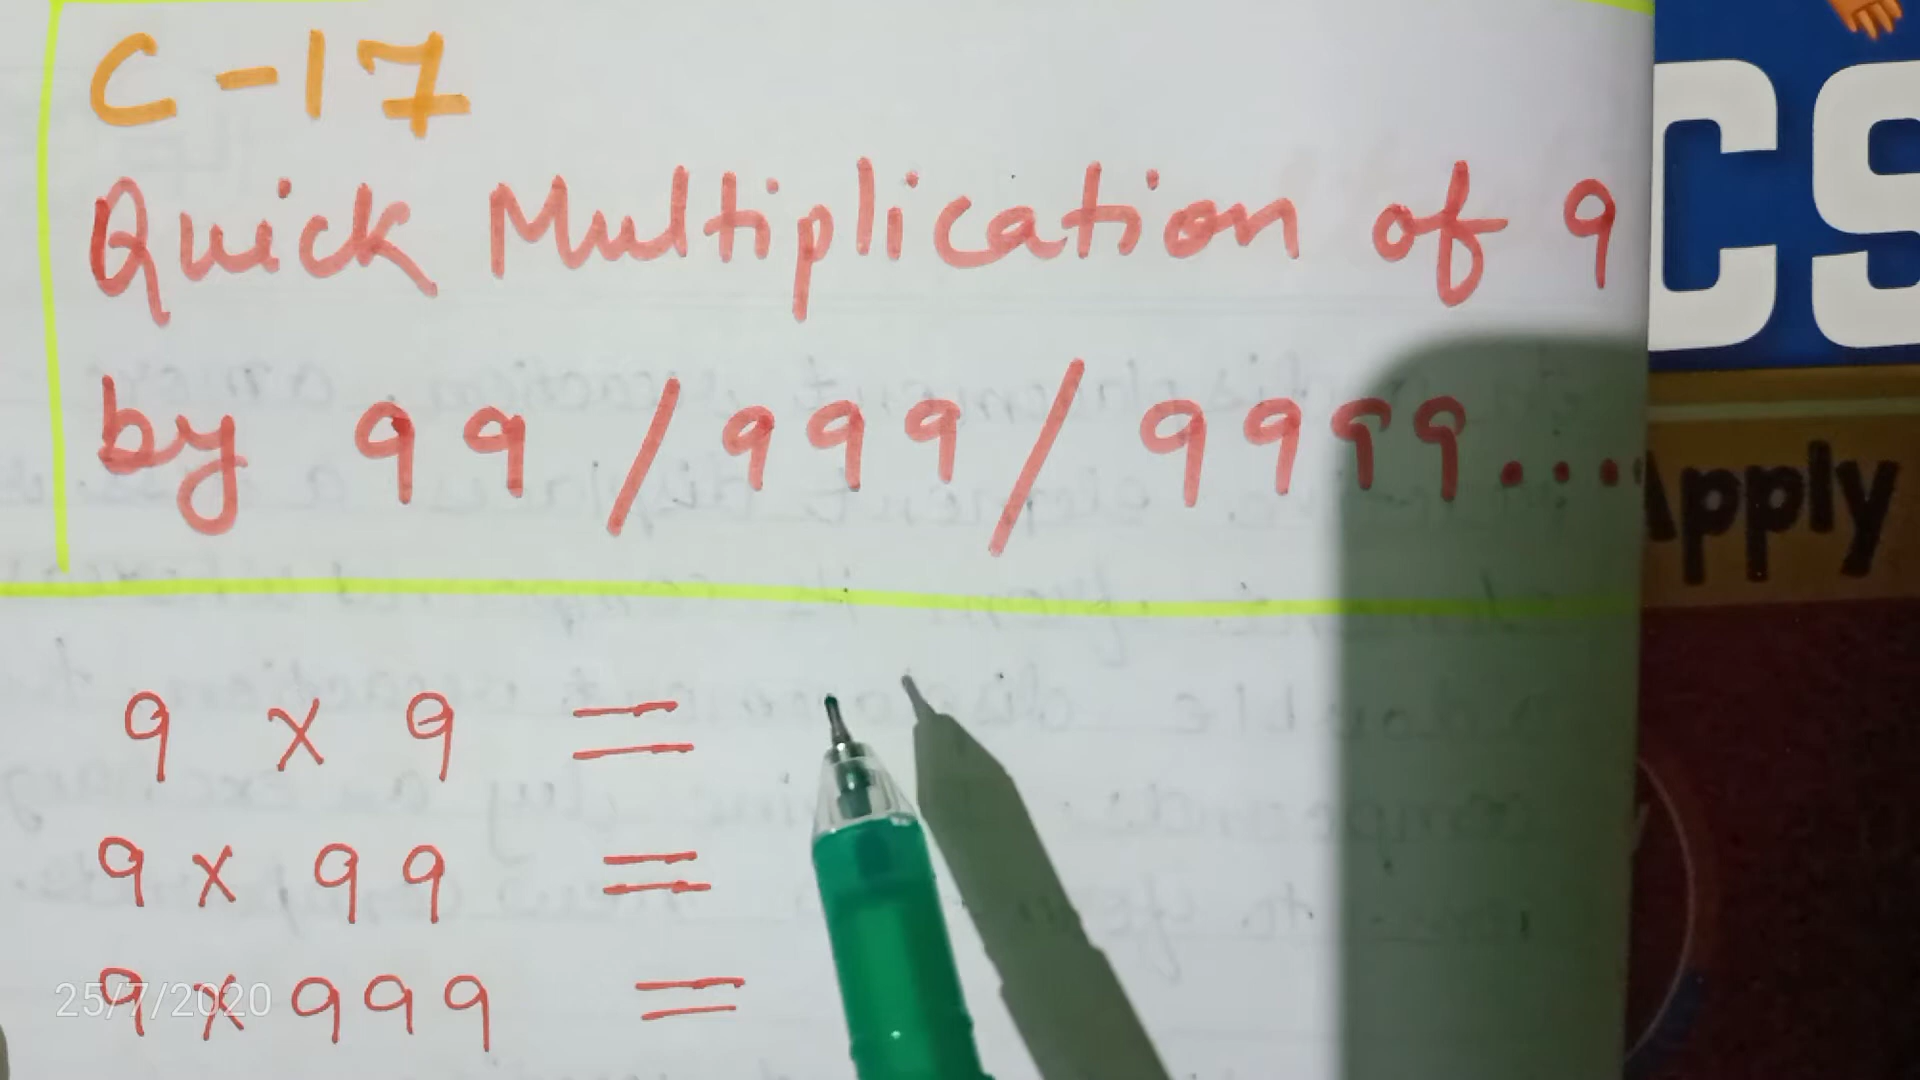 C-17
Quick Multiplication of 9
by 99/999/9999....
9 x 9 =
9 x 99 =
9 x 999 =
25/7/2020
CS
Apply